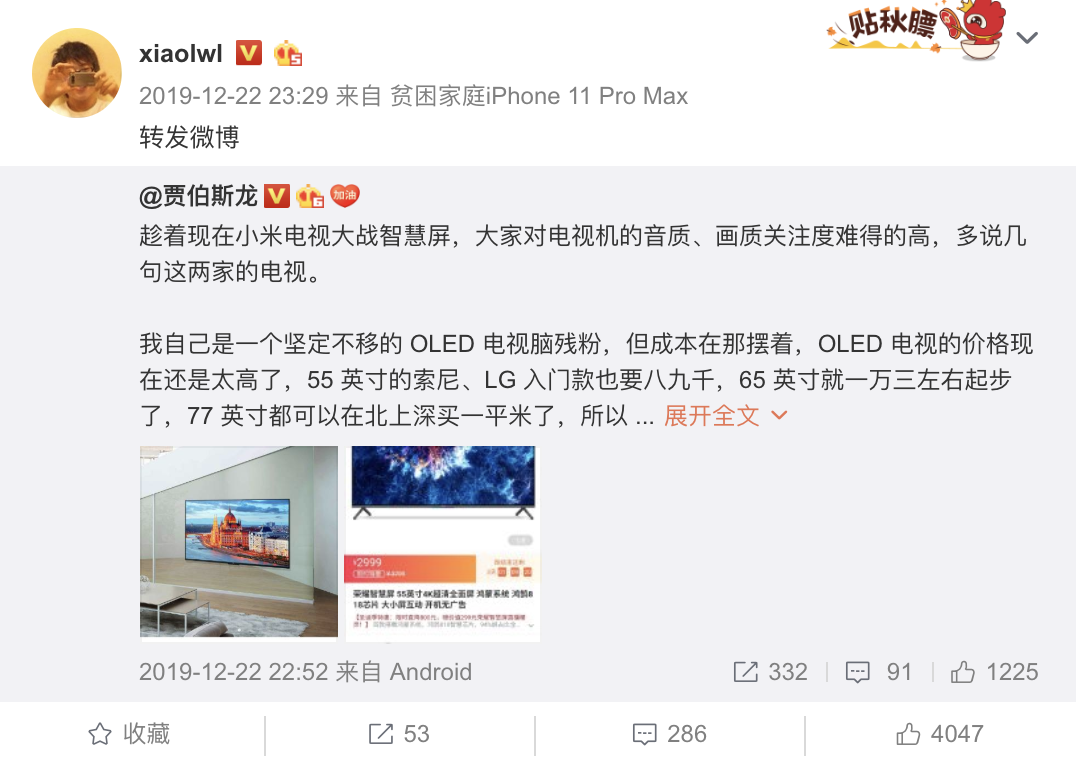 贴秋膘
xiaolwl
2019-12-22 23:29 来自 贫困家庭iPhone 11 Pro Max
转发微博
@贾伯斯龙
加油
趁着现在小米电视大战智慧屏，大家对电视机的音质、画质关注度难得的高，多说几
句这两家的电视。
我自己是一个坚定不移的 OLED 电视脑残粉，但成本在那摆着，OLED 电视的价格现
在还是太高了，55 英寸的索尼、LG 入门款也要八九千，65 英寸就一万三左右起步
了，77 英寸都可以在北上深买一平米了，所以 ... 展开全文
¥2999
荣耀智慧屏 55英寸4K超清全面屏 鸿蒙系统 鸿鹄8
18芯片 大小屏互动 开机无广告
2019-12-22 22:52 来自 Android
332
91
1225
收藏
53
286
4047